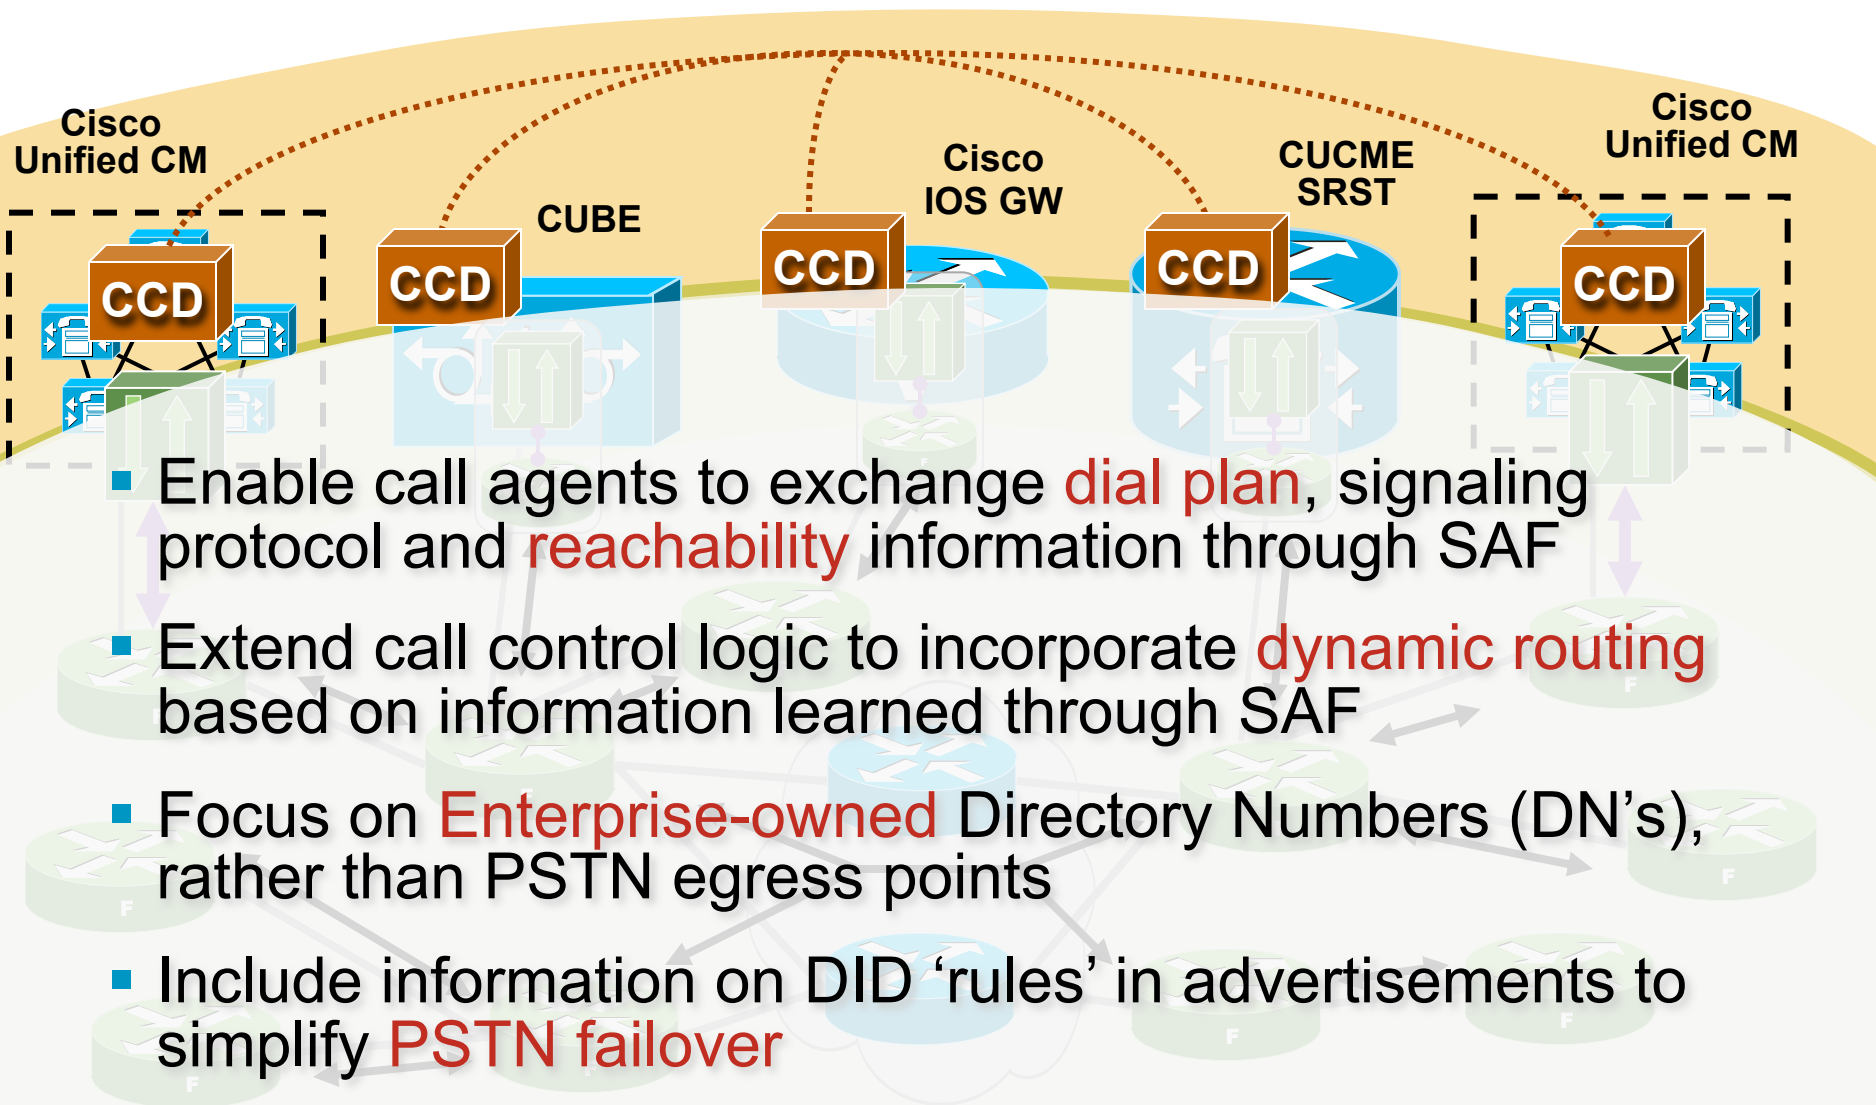 Cisco
Unified CM
CUBE
Cisco
IOS GW
CUCME
SRST
Cisco
Unified CM
CCD
CCD
CCD
CCD
CCD
Enable call agents to exchange dial plan, signaling
protocol and reachability information through SAF
Extend call control logic to incorporate dynamic routing
based on information learned through SAF
Focus on Enterprise-owned Directory Numbers (DN's),
rather than PSTN egress points
Include information on DID ‘rules’ in advertisements to
simplify PSTN failover
F
F
F
F
F
F
F
F